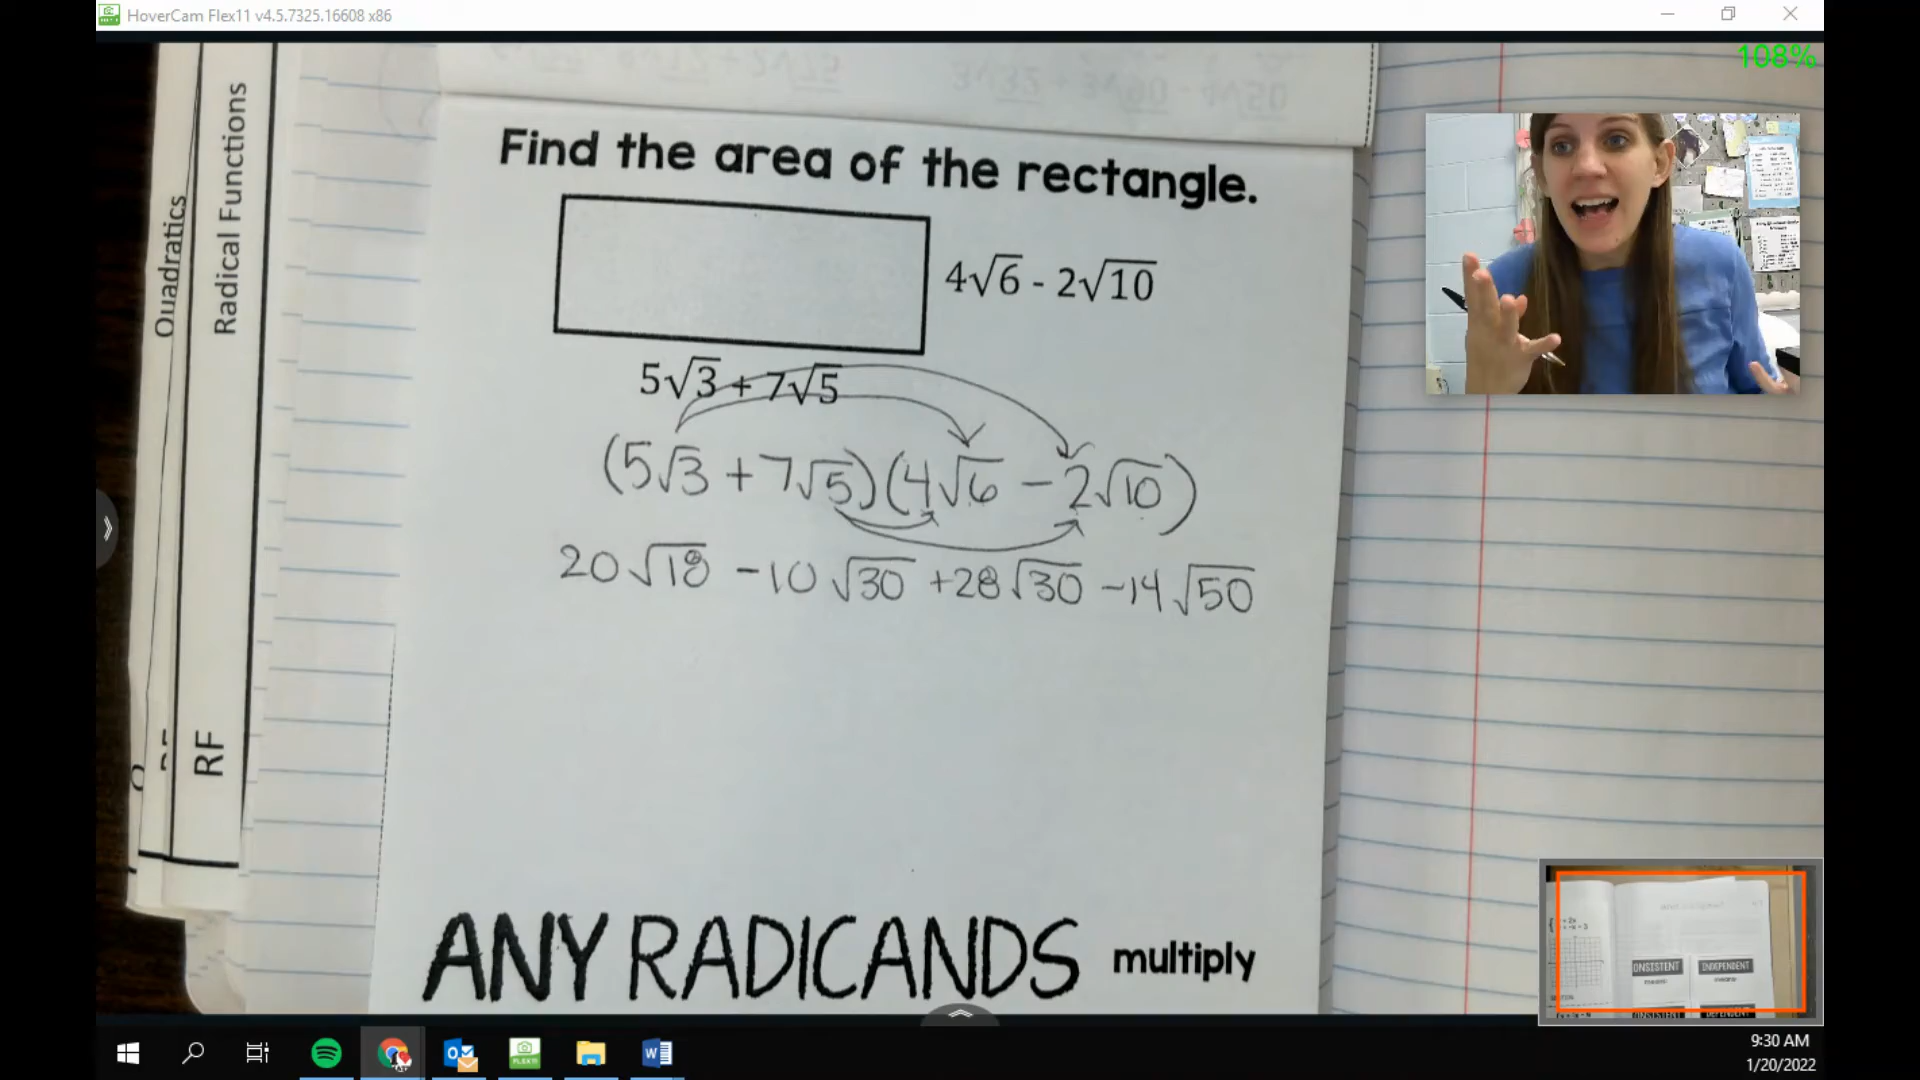 HoverCam Flex11 v4.5.7325.16608 x86
108%
Quadratics
Radical Functions
RF
Find the area of the rectangle.
4√6 - 2√10
5√3 + 7√5
(5√3 + 7√5)(4√6 - 2√10)
20√18 - 10√30 + 28√30 - 14√50
ANY RADICANDS multiply
ONSISTENT
INDEPENDENT
FLEX11
9:30 AM
1/20/2022